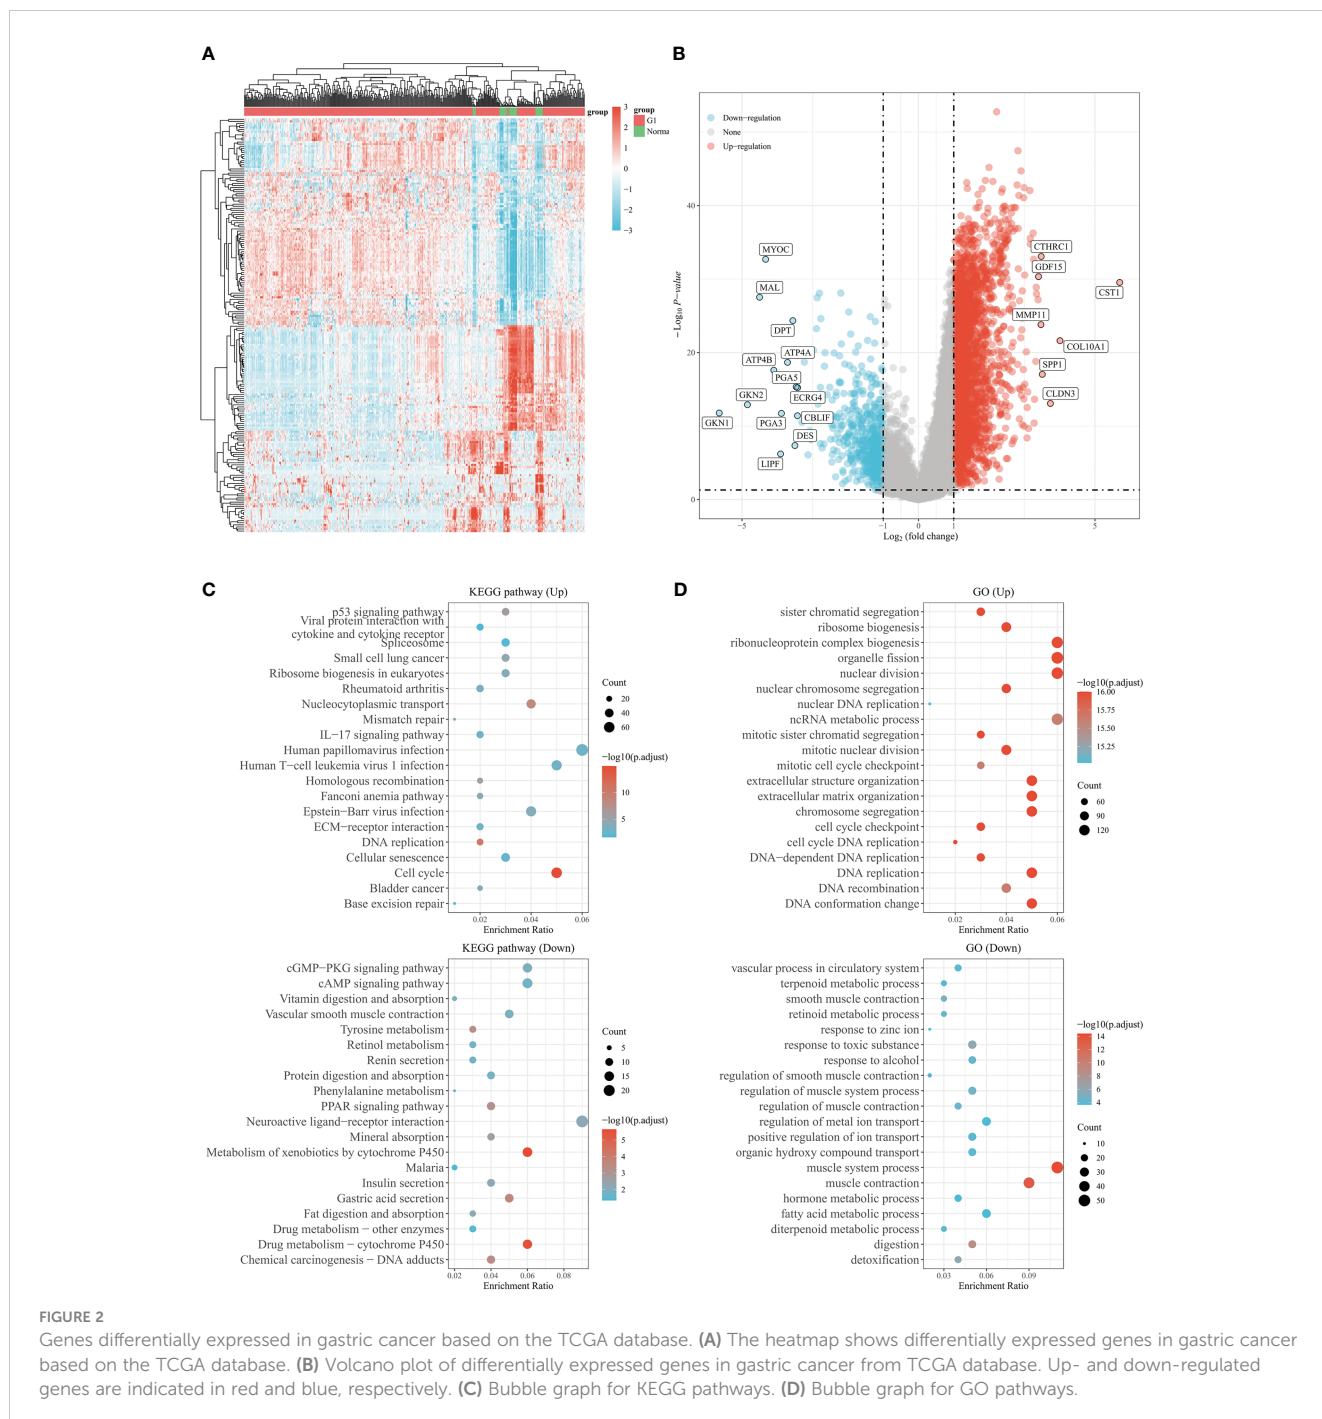 A
group
3
2
1
0
−1
−2
−3
group
G1
Norma
B
Down−regulation
None
Up−regulation
−Log10 P−value
40
20
0
MYOC
MAL
DPT
ATP4A
ATP4B
PGA5
ECRG4
GKN2
GKN1
PGA3
CBLIF
DES
LIPF
CTHRC1
GDF15
CST1
MMP11
COL10A1
SPP1
CLDN3
−5
−1
0
1
5
Log2 (fold change)
C
KEGG pathway (Up)
p53 signaling pathway
Viral protein interaction with
cytokine and cytokine receptor
Spliceosome
Small cell lung cancer
Ribosome biogenesis in eukaryotes
Rheumatoid arthritis
Nucleocytoplasmic transport
Mismatch repair
IL−17 signaling pathway
Human papillomavirus infection
Human T−cell leukemia virus 1 infection
Homologous recombination
Fanconi anemia pathway
Epstein−Barr virus infection
ECM−receptor interaction
DNA replication
Cellular senescence
Cell cycle
Bladder cancer
Base excision repair
0.02
0.04
0.06
Enrichment Ratio
Count
20
40
60
−log10(p.adjust)
10
5
D
GO (Up)
sister chromatid segregation
ribosome biogenesis
ribonucleoprotein complex biogenesis
organelle fission
nuclear division
nuclear chromosome segregation
nuclear DNA replication
ncRNA metabolic process
mitotic sister chromatid segregation
mitotic nuclear division
mitotic cell cycle checkpoint
extracellular structure organization
extracellular matrix organization
chromosome segregation
cell cycle checkpoint
cell cycle DNA replication
DNA−dependent DNA replication
DNA replication
DNA recombination
DNA conformation change
0.02
0.04
0.06
Enrichment Ratio
−log10(p.adjust)
16.00
15.75
15.50
15.25
Count
60
90
120
KEGG pathway (Down)
cGMP−PKG signaling pathway
cAMP signaling pathway
Vitamin digestion and absorption
Vascular smooth muscle contraction
Tyrosine metabolism
Retinol metabolism
Renin secretion
Protein digestion and absorption
Phenylalanine metabolism
PPAR signaling pathway
Neuroactive ligand−receptor interaction
Mineral absorption
Metabolism of xenobiotics by cytochrome P450
Malaria
Insulin secretion
Gastric acid secretion
Fat digestion and absorption
Drug metabolism − other enzymes
Drug metabolism − cytochrome P450
Chemical carcinogenesis − DNA adducts
0.02
0.04
0.06
0.08
Enrichment Ratio
Count
5
10
15
20
−log10(p.adjust)
5
4
3
2
GO (Down)
vascular process in circulatory system
terpenoid metabolic process
smooth muscle contraction
retinoid metabolic process
response to zinc ion
response to toxic substance
response to alcohol
regulation of smooth muscle contraction
regulation of muscle system process
regulation of muscle contraction
regulation of metal ion transport
positive regulation of ion transport
organic hydroxy compound transport
muscle system process
muscle contraction
hormone metabolic process
fatty acid metabolic process
diterpenoid metabolic process
digestion
detoxification
0.03
0.06
0.09
Enrichment Ratio
−log10(p.adjust)
14
12
10
8
6
4
Count
10
20
30
40
50
FIGURE 2
Genes differentially expressed in gastric cancer based on the TCGA database. (A) The heatmap shows differentially expressed genes in gastric cancer
based on the TCGA database. (B) Volcano plot of differentially expressed genes in gastric cancer from TCGA database. Up- and down-regulated
genes are indicated in red and blue, respectively. (C) Bubble graph for KEGG pathways. (D) Bubble graph for GO pathways.